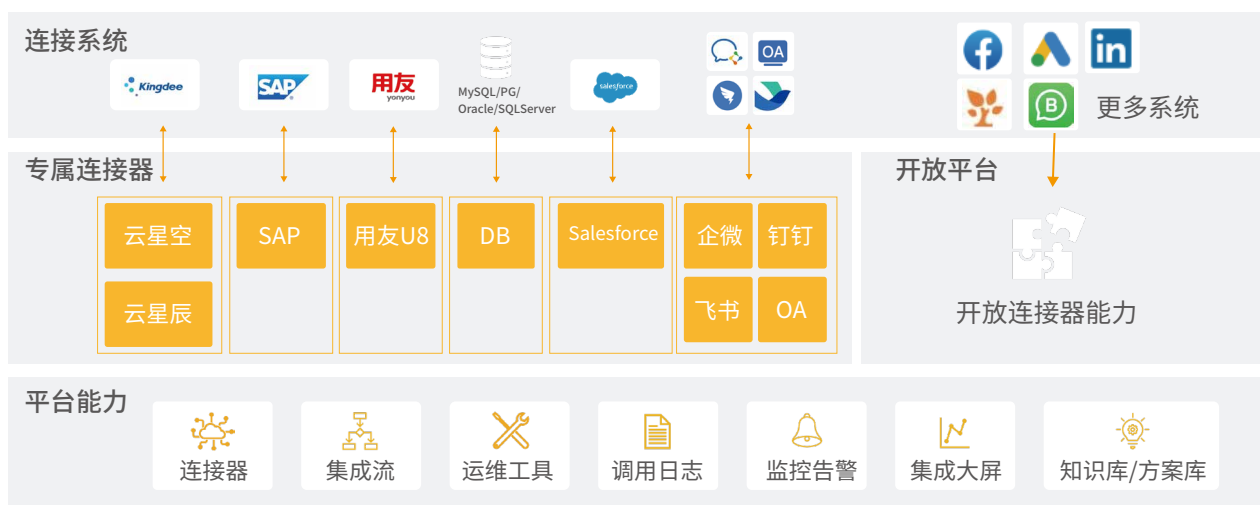 连接系统
Kingdee
SAP
用友
yonyou
MySQL/PG/
Oracle/SQLServer
salesforce
OA
in
B
更多系统
专属连接器
开放平台
云星空
SAP
用友U8
DB
Salesforce
企微
钉钉
云星辰
飞书
OA
开放连接器能力
平台能力
连接器
集成流
运维工具
调用日志
监控告警
集成大屏
知识库/方案库